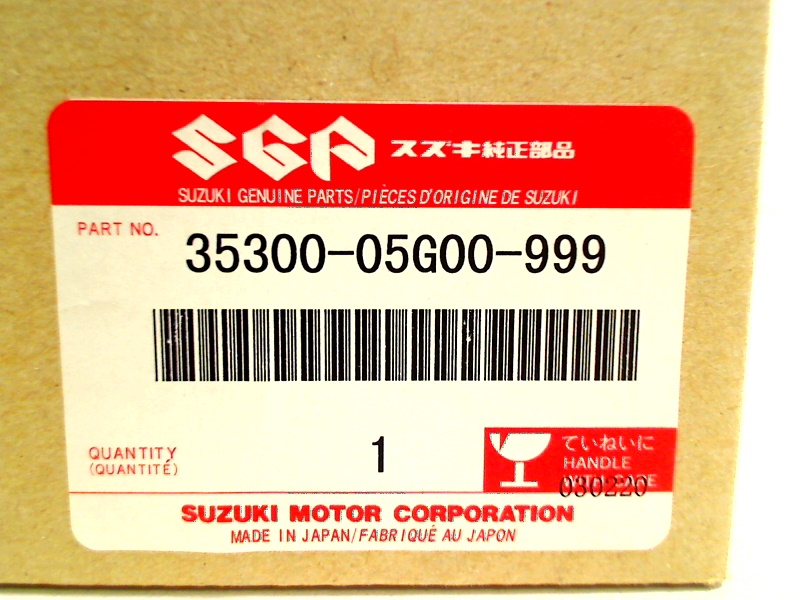 SGP スズキ純正部品
SUZUKI GENUINE PARTS/PIÈCES D'ORIGINE DE SUZUKI
PART NO.
35300-05G00-999
QUANTITY
(QUANTITÉ)
1
ていねいに
HANDLE
WITH CARE
030220
SUZUKI MOTOR CORPORATION
MADE IN JAPAN/FABRIQUÉ AU JAPON